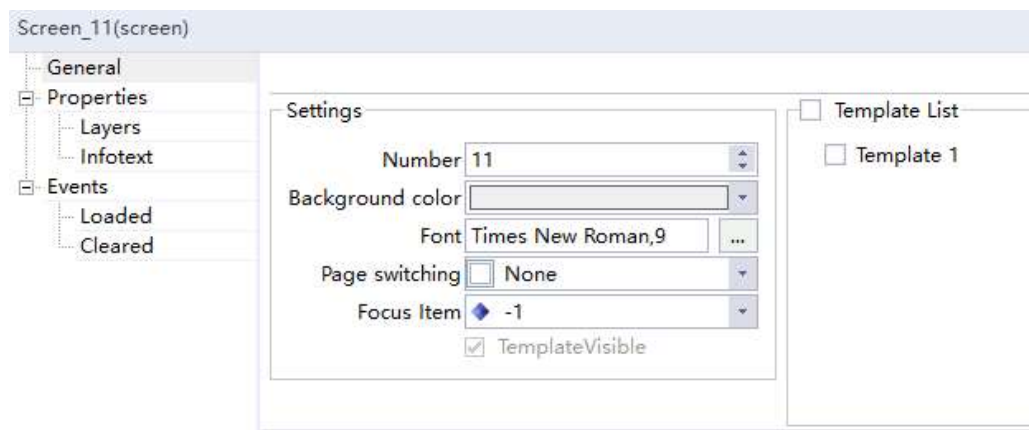 Screen_11(screen)
General
Properties
Layers
Infotext
Events
Loaded
Cleared
Settings
Number 11
Background color
Font Times New Roman,9 ...
Page switching None
Focus Item -1
TemplateVisible
Template List
Template 1